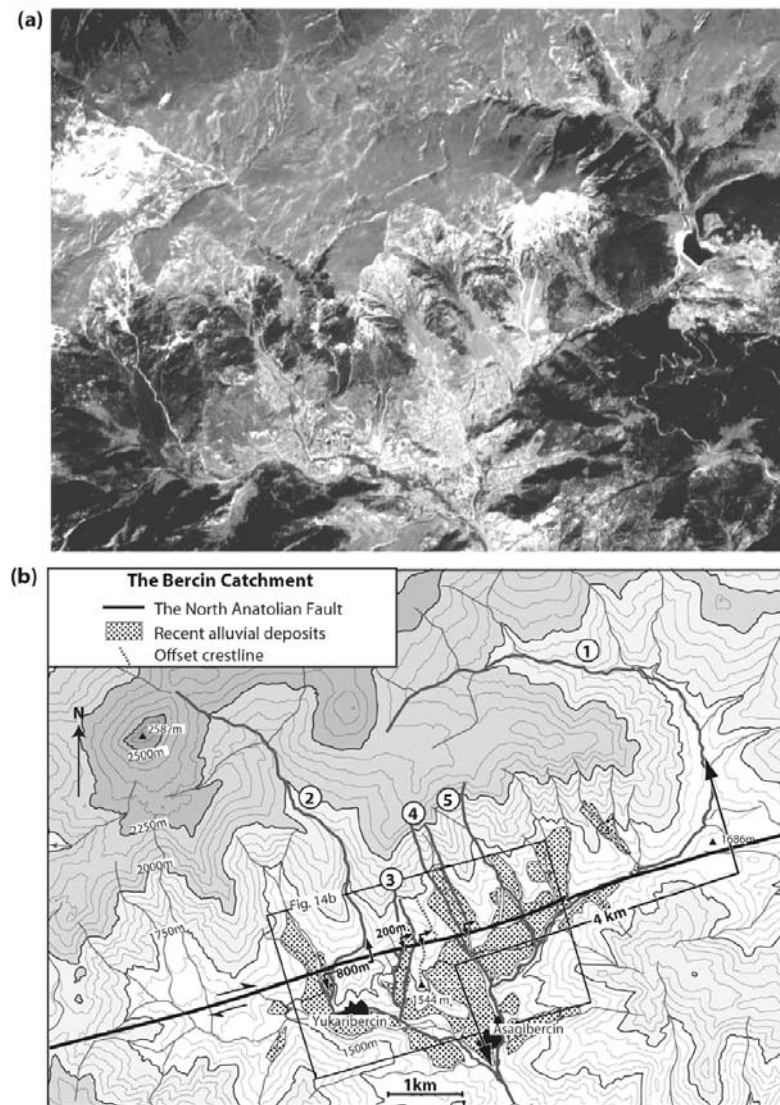 (a)
(b)
The Bercin Catchment
The North Anatolian Fault
Recent alluvial deposits
Offset crestline
N
2587m
2500m
2250m
2000m
1750m
1
2
3
4
5
1686m
Fig. 14b
200m
800m
4 km
1544 m
Yukaribercin
Asagibercin
1500m
1km